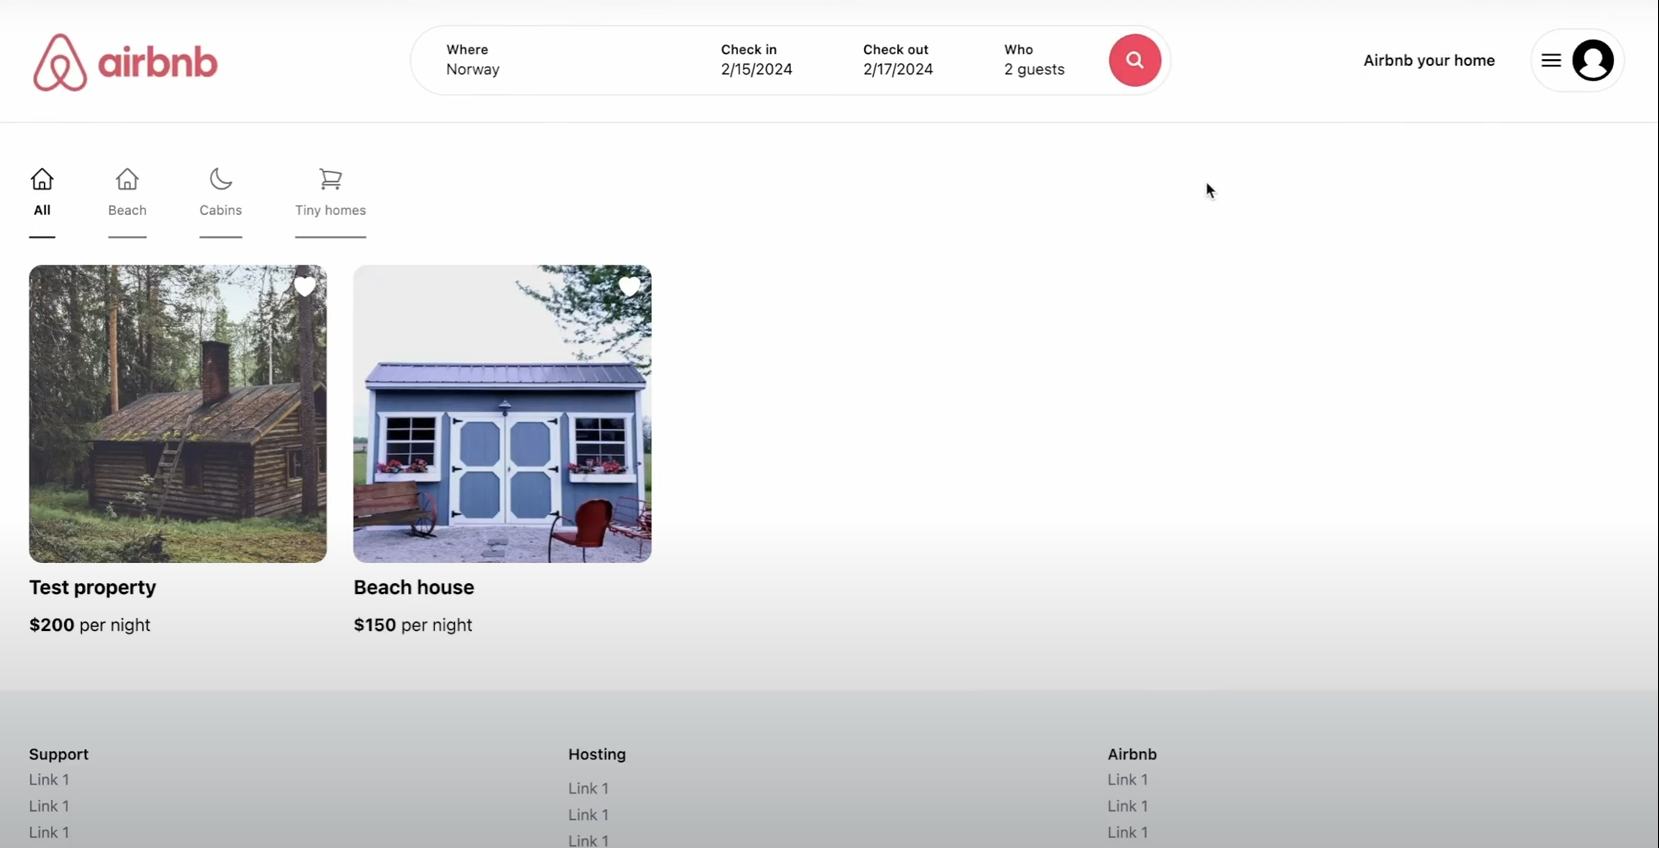 airbnb
Where
Norway
Check in
2/15/2024
Check out
2/17/2024
Who
2 guests
Airbnb your home
All
Beach
Cabins
Tiny homes
Test property
$200 per night
Beach house
$150 per night
Support
Link 1
Link 1
Link 1
Hosting
Link 1
Link 1
Link 1
Airbnb
Link 1
Link 1
Link 1